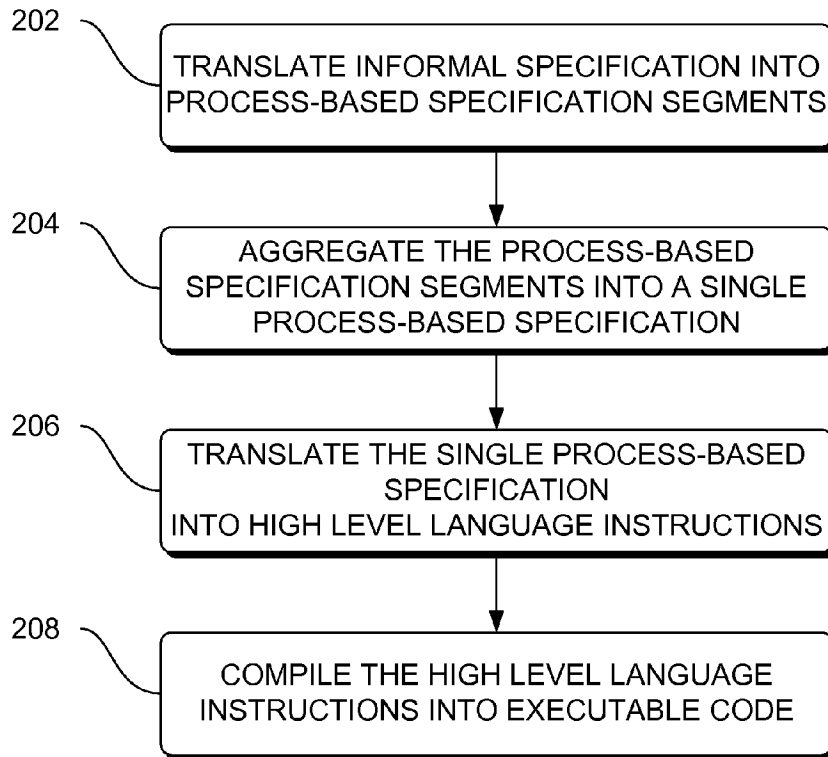 202
TRANSLATE INFORMAL SPECIFICATION INTO
PROCESS-BASED SPECIFICATION SEGMENTS
204
AGGREGATE THE PROCESS-BASED
SPECIFICATION SEGMENTS INTO A SINGLE
PROCESS-BASED SPECIFICATION
206
TRANSLATE THE SINGLE PROCESS-BASED
SPECIFICATION
INTO HIGH LEVEL LANGUAGE INSTRUCTIONS
208
COMPILE THE HIGH LEVEL LANGUAGE
INSTRUCTIONS INTO EXECUTABLE CODE